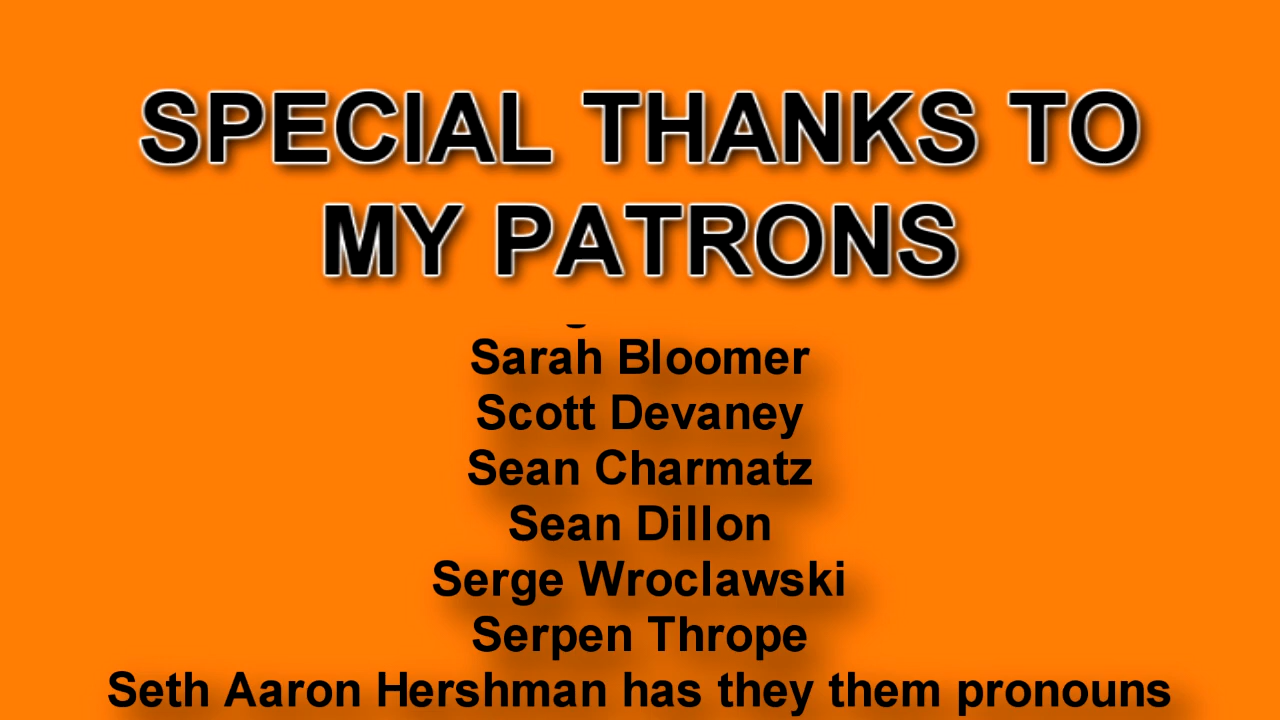 SPECIAL THANKS TO
MY PATRONS
Sarah Bloomer
Scott Devaney
Sean Charmatz
Sean Dillon
Serge Wroclawski
Serpen Thrope
Seth Aaron Hershman has they them pronouns